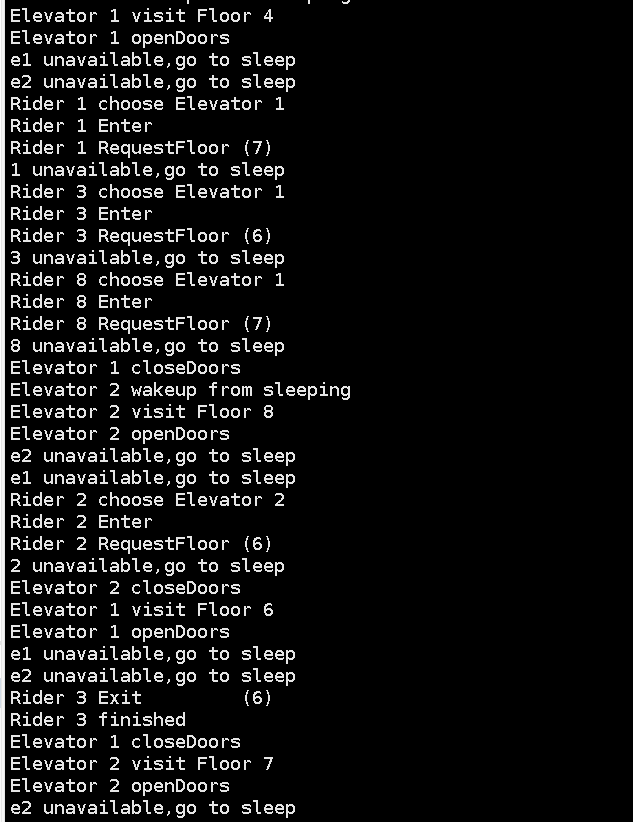 Elevator 1 visit Floor 4
Elevator 1 openDoors
e1 unavailable,go to sleep
e2 unavailable,go to sleep
Rider 1 choose Elevator 1
Rider 1 Enter
Rider 1 RequestFloor (7)
1 unavailable,go to sleep
Rider 3 choose Elevator 1
Rider 3 Enter
Rider 3 RequestFloor (6)
3 unavailable,go to sleep
Rider 8 choose Elevator 1
Rider 8 Enter
Rider 8 RequestFloor (7)
8 unavailable,go to sleep
Elevator 1 closeDoors
Elevator 2 wakeup from sleeping
Elevator 2 visit Floor 8
Elevator 2 openDoors
e2 unavailable,go to sleep
e1 unavailable,go to sleep
Rider 2 choose Elevator 2
Rider 2 Enter
Rider 2 RequestFloor (6)
2 unavailable,go to sleep
Elevator 2 closeDoors
Elevator 1 visit Floor 6
Elevator 1 openDoors
e1 unavailable,go to sleep
e2 unavailable,go to sleep
Rider 3 Exit         (6)
Rider 3 finished
Elevator 1 closeDoors
Elevator 2 visit Floor 7
Elevator 2 openDoors
e2 unavailable,go to sleep